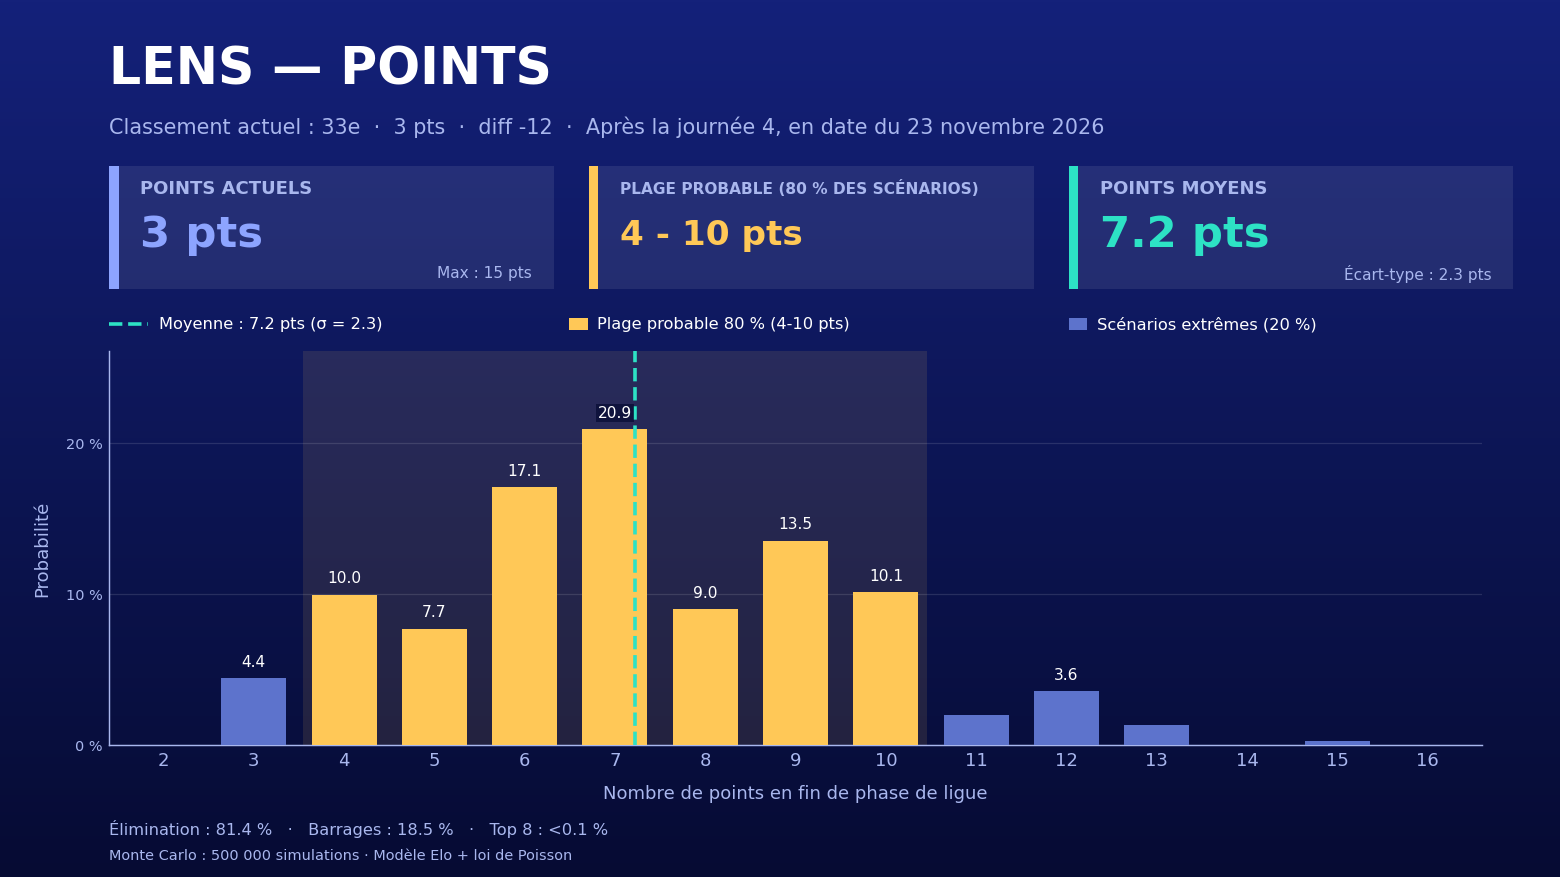 LENS — POINTS
Classement actuel : 33e · 3 pts · diff -12 · Après la journée 4, en date du 23 novembre 2026
POINTS ACTUELS
3 pts
Max : 15 pts
PLAGE PROBABLE (80 % DES SCÉNARIOS)
4 - 10 pts
POINTS MOYENS
7.2 pts
Écart-type : 2.3 pts
Moyenne : 7.2 pts (σ = 2.3)
Plage probable 80 % (4-10 pts)
Scénarios extrêmes (20 %)
Probabilité
20 %
10 %
0 %
4.4
10.0
7.7
17.1
20.9
9.0
13.5
10.1
3.6
2 3 4 5 6 7 8 9 10 11 12 13 14 15 16
Nombre de points en fin de phase de ligue
Élimination : 81.4 % · Barrages : 18.5 % · Top 8 : <0.1 %
Monte Carlo : 500 000 simulations · Modèle Elo + loi de Poisson